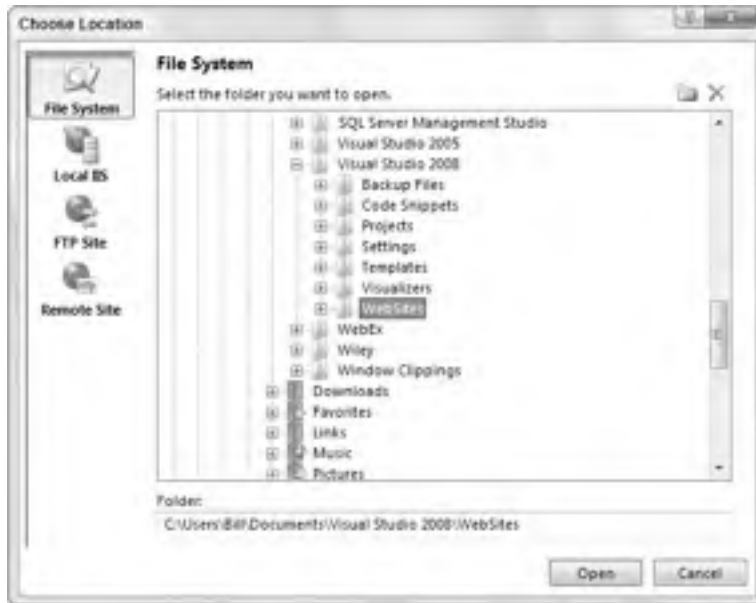 Choose Location
File System
Local IIS
FTP Site
Remote Site
File System
Select the folder you want to open.
SQL Server Management Studio
Visual Studio 2005
Visual Studio 2008
Backup Files
Code Snippets
Projects
Settings
Templates
Visualizers
WebSites
WebEx
Wiley
Window Clippings
Downloads
Favorites
Links
Music
Pictures
Folder:
C:\Users\Bill\Documents\Visual Studio 2008\WebSites
Open
Cancel